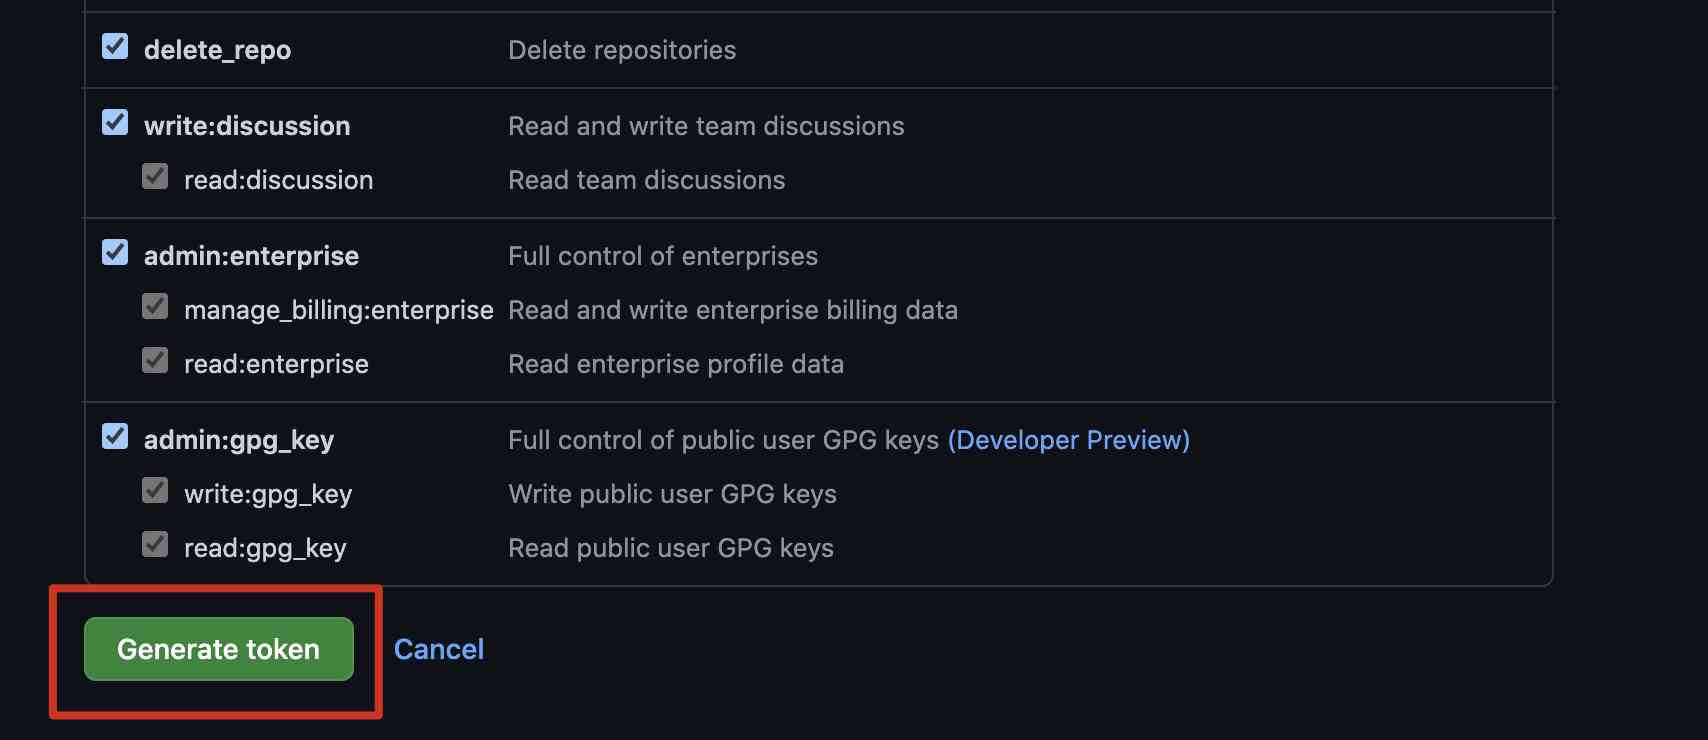 delete_repo Delete repositories
write:discussion Read and write team discussions
read:discussion Read team discussions
admin:enterprise Full control of enterprises
manage_billing:enterprise Read and write enterprise billing data
read:enterprise Read enterprise profile data
admin:gpg_key Full control of public user GPG keys (Developer Preview)
write:gpg_key Write public user GPG keys
read:gpg_key Read public user GPG keys
Generate token Cancel